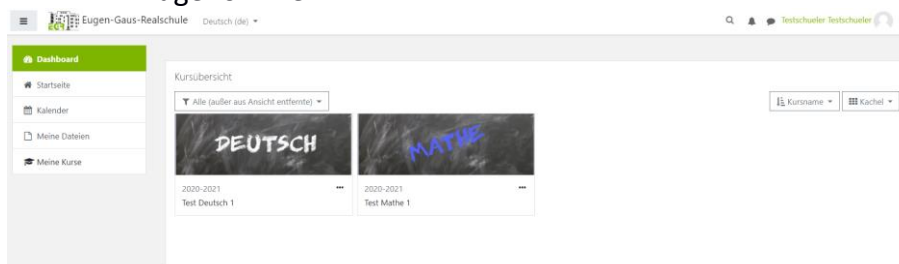 Eugen-Gaus-Realschule Deutsch (de)
Testschueler Testschueler
Dashboard
Startseite
Kalender
Meine Dateien
Meine Kurse
Kursübersicht
Alle (außer aus Ansicht entfernte)
Kursname
Kachel
DEUTSCH
MATHE
2020-2021
Test Deutsch 1
2020-2021
Test Mathe 1